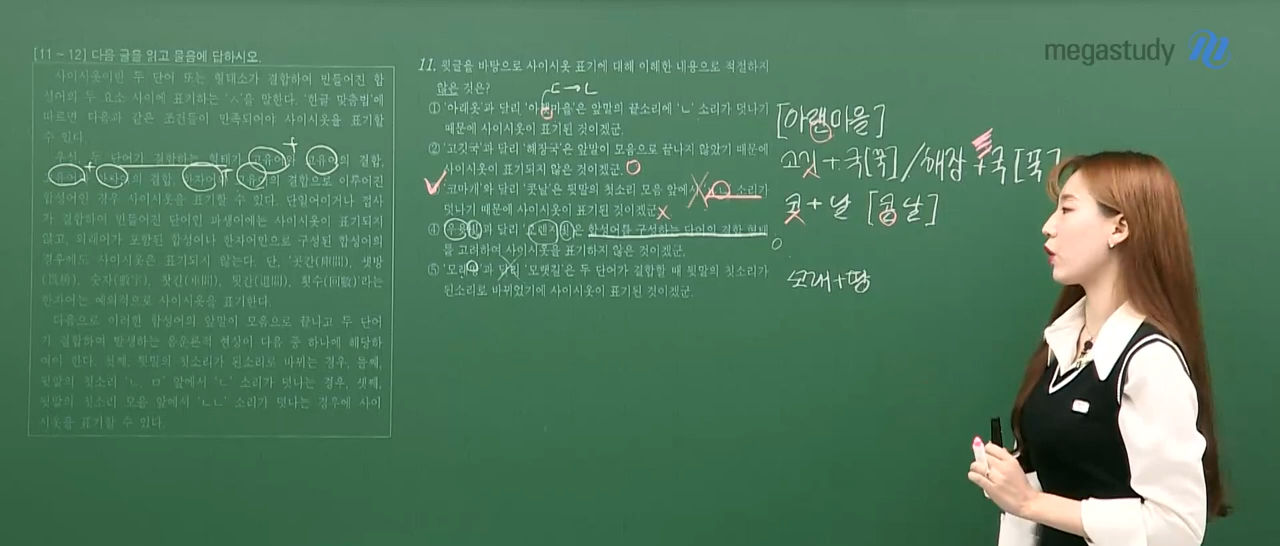 megastudy
[11 ~ 12] 다음 글을 읽고 물음에 답하시오.
사이시옷이란 두 단어 또는 형태소가 결합하여 만들어진 합
성어의 두 요소 사이에 표기하는 'ㅅ'을 말한다. '한글 맞춤법'에
따르면 다음과 같은 조건들이 만족되어야 사이시옷을 표기할
수 있다.
우선, 두 단어가 결합하는 형태가 고유어와 고유어의 결합,
고유어와 한자어의 결합, 한자어와 고유어의 결합으로 이루어진
합성어인 경우 사이시옷을 표기할 수 있다. 단일어이거나 접사
가 결합하여 만들어진 단어인 파생어에는 사이시옷이 표기되지
않고, 외래어가 포함된 합성어나 한자어만으로 구성된 합성어의
경우에도 사이시옷은 표기되지 않는다. 단, '곳간(庫間), 셋방
(貰房), 숫자(數字), 찻간(車間), 툇간(退間), 횟수(回數)'라는
한자어는 예외적으로 사이시옷을 표기한다.
다음으로 이러한 합성어의 앞말이 모음으로 끝나고 두 단어
가 결합하여 발생하는 음운론적 현상이 다음 중 하나에 해당하
여야 한다. 첫째, 뒷말의 첫소리가 된소리로 바뀌는 경우, 둘째,
뒷말의 첫소리 'ㄴ, ㅁ' 앞에서 'ㄴ' 소리가 덧나는 경우, 셋째,
뒷말의 첫소리 모음 앞에서 'ㄴㄴ' 소리가 덧나는 경우에 사이
시옷을 표기할 수 있다.
11. 윗글을 바탕으로 사이시옷 표기에 대해 이해한 내용으로 적절하지
않은 것은?
ㄷ→ㄴ
① '아래옷'과 달리 '아랫마을'은 앞말의 끝소리에 'ㄴ' 소리가 덧나기
때문에 사이시옷이 표기된 것이겠군.
② '고깃국'과 달리 '해장국'은 앞말이 모음으로 끝나지 않았기 때문에
사이시옷이 표기되지 않은 것이겠군.
③ '코마개'와 달리 '콧날'은 뒷말의 첫소리 모음 앞에서 'ㄴㄴ' 소리가
덧나기 때문에 사이시옷이 표기된 것이겠군.
④ '우윳빛'과 달리 '오렌지빛'은 합성어를 구성하는 단어의 결합 형태
를 고려하여 사이시옷을 표기하지 않은 것이겠군.
⑤ '모래땅'과 달리 '모랫길'은 두 단어가 결합할 때 뒷말의 첫소리가
된소리로 바뀌었기에 사이시옷이 표기된 것이겠군.
[아랜마을]
고깃+국[꾹]/해장+국[꾹]
콧+날 [콘날]
모래+땅